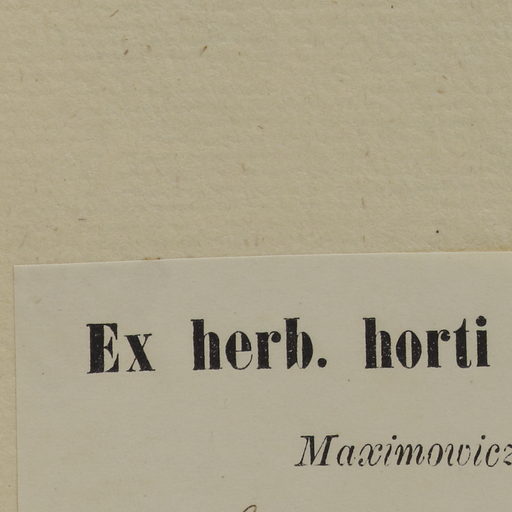 Ex herb. horti
Maximowicz